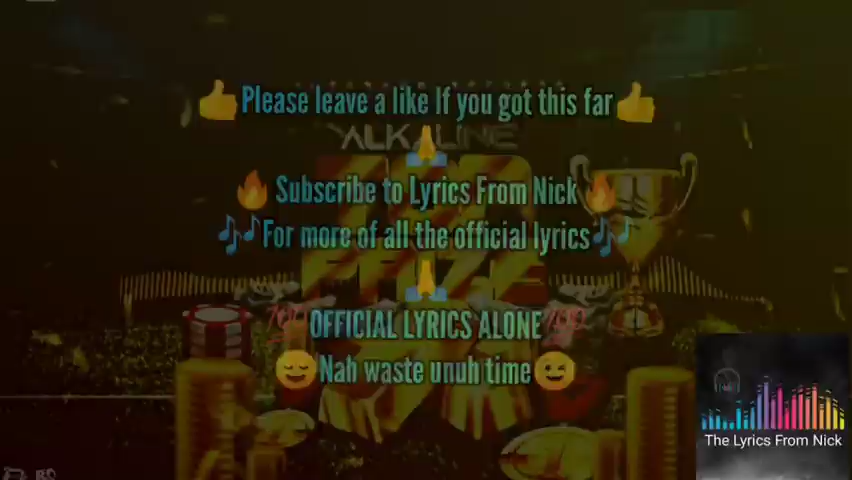 👍Please leave a like If you got this far👍
ALKALINE
🙏
🔥 Subscribe to Lyrics From Nick🔥
🎶For more of all the official lyrics🎶
PRIZE
🙏
💯OFFICIAL LYRICS ALONE💯
😌Nah waste unuh time😉
The Lyrics From Nick